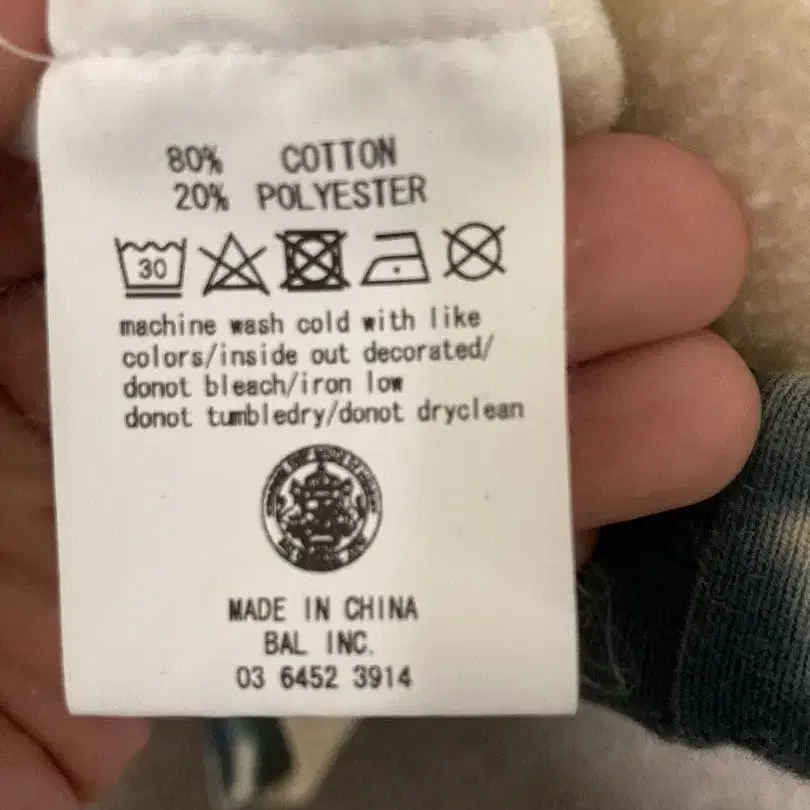 80% COTTON
20% POLYESTER
30
machine wash cold with like
colors/inside out decorated/
donot bleach/iron low
donot tumbledry/donot dryclean
MADE IN CHINA
BAL INC.
03 6452 3914